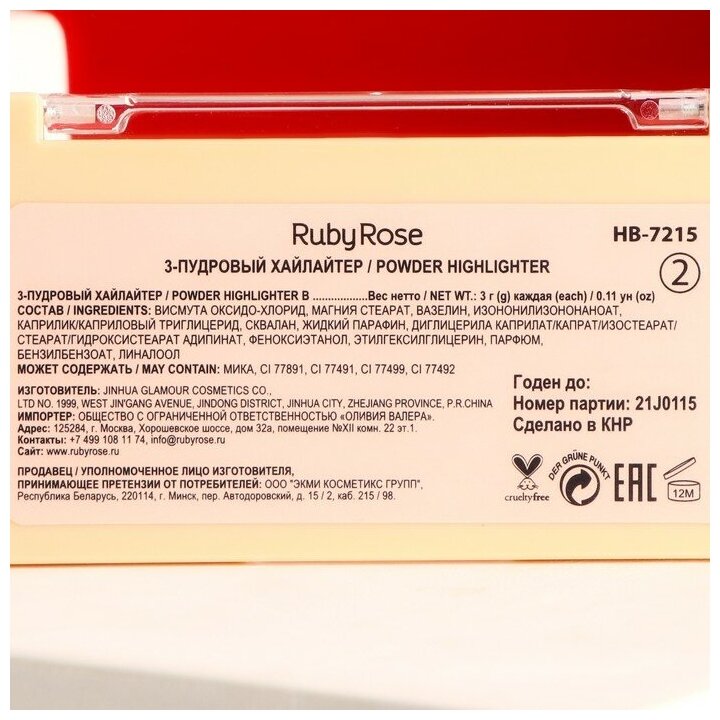 RubyRose
HB-7215
3-ПУДРОВЫЙ ХАЙЛАЙТЕР / POWDER HIGHLIGHTER
2
3-ПУДРОВЫЙ ХАЙЛАЙТЕР / POWDER HIGHLIGHTER B ..................Вес нетто / NET WT.: 3 г (g) каждая (each) / 0.11 ун (oz)
СОСТАВ / INGREDIENTS: ВИСМУТА ОКСИДО-ХЛОРИД, МАГНИЯ СТЕАРАТ, ВАЗЕЛИН, ИЗОНОНИЛИЗОНОНАНОАТ,
КАПРИЛИК/КАПРИЛОВЫЙ ТРИГЛИЦЕРИД, СКВАЛАН, ЖИДКИЙ ПАРАФИН, ДИГЛИЦЕРИЛА КАПРИЛАТ/КАПРАТ/ИЗОСТЕАРАТ/
СТЕАРАТ/ГИДРОКСИСТЕАРАТ АДИПИНАТ, ФЕНОКСИЭТАНОЛ, ЭТИЛГЕКСИЛГЛИЦЕРИН, ПАРФЮМ,
БЕНЗИЛБЕНЗОАТ, ЛИНАЛООЛ
МОЖЕТ СОДЕРЖАТЬ / MAY CONTAIN: МИКА, CI 77891, CI 77491, CI 77499, CI 77492
ИЗГОТОВИТЕЛЬ: JINHUA GLAMOUR COSMETICS CO.,
LTD NO. 1999, WEST JIN'GANG AVENUE, JINDONG DISTRICT, JINHUA CITY, ZHEJIANG PROVINCE, P.R.CHINA
ИМПОРТЕР: ОБЩЕСТВО С ОГРАНИЧЕННОЙ ОТВЕТСТВЕННОСТЬЮ «ОЛИВИЯ ВАЛЕРА».
Адрес: 125284, г. Москва, Хорошевское шоссе, дом 32а, помещение №XII комн. 22 эт.1.
Контакты: +7 499 108 11 74, info@rubyrose.ru
Сайт: www.rubyrose.ru
ПРОДАВЕЦ / УПОЛНОМОЧЕННОЕ ЛИЦО ИЗГОТОВИТЕЛЯ,
ПРИНИМАЮЩЕЕ ПРЕТЕНЗИИ ОТ ПОТРЕБИТЕЛЕЙ: ООО "ЭКМИ КОСМЕТИКС ГРУПП",
Республика Беларусь, 220114, г. Минск, пер. Автодоровский, д. 15 / 2, каб. 215 / 98.
Годен до:
Номер партии: 21J0115
Сделано в КНР
crueltyfree
DER GRÜNE PUNKT
EAC
12M